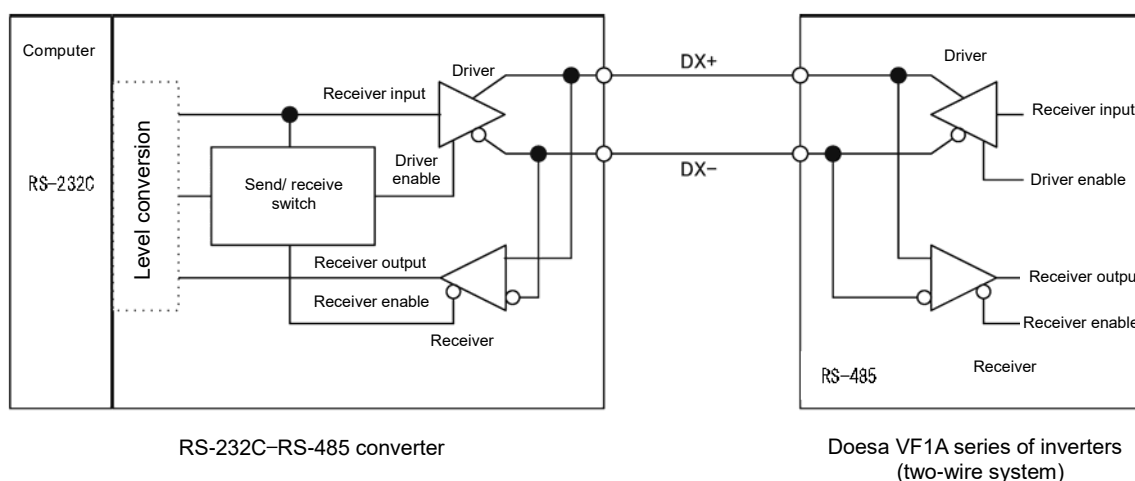 Computer
RS-232C
Level conversion
Receiver input
Driver
Driver
enable
Send/ receive
switch
Receiver output
Receiver enable
Receiver
DX+
DX−
Driver
Receiver input
Driver enable
Receiver output
Receiver enable
Receiver
RS-485
RS-232C−RS-485 converter
Doesa VF1A series of inverters
(two-wire system)